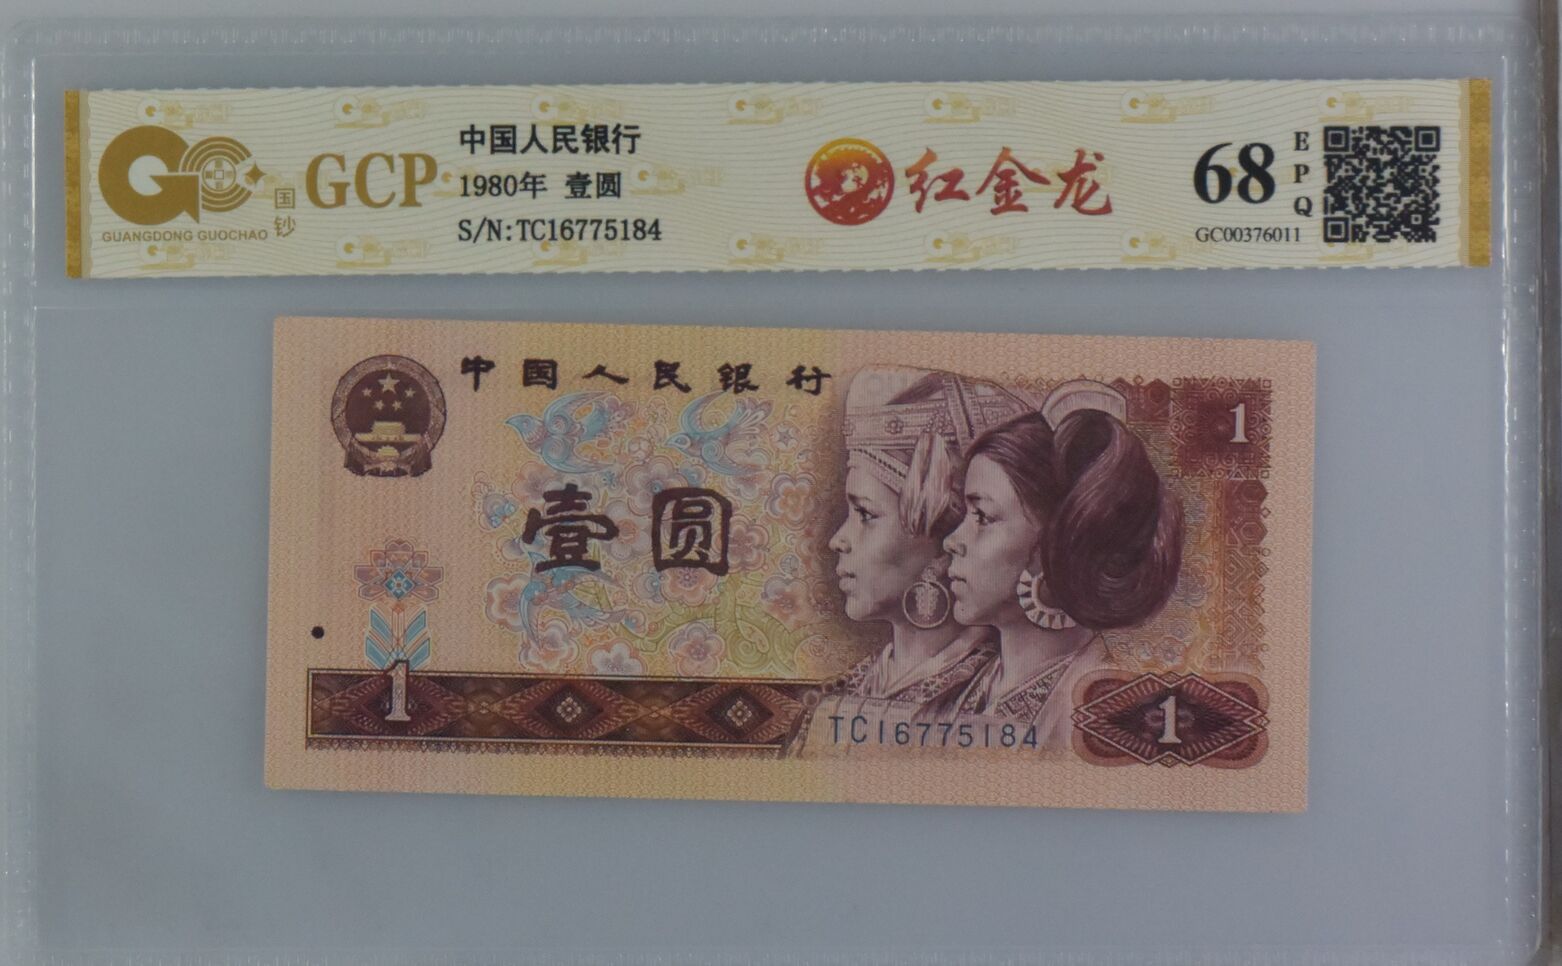 GCP
国钞
GUANGDONG GUOCHAO
中国人民银行
1980年 壹圆
S/N:TC16775184
红金龙
68
EPQ
GC00376011
中国人民银行
1
壹圆
1
TC16775184
1